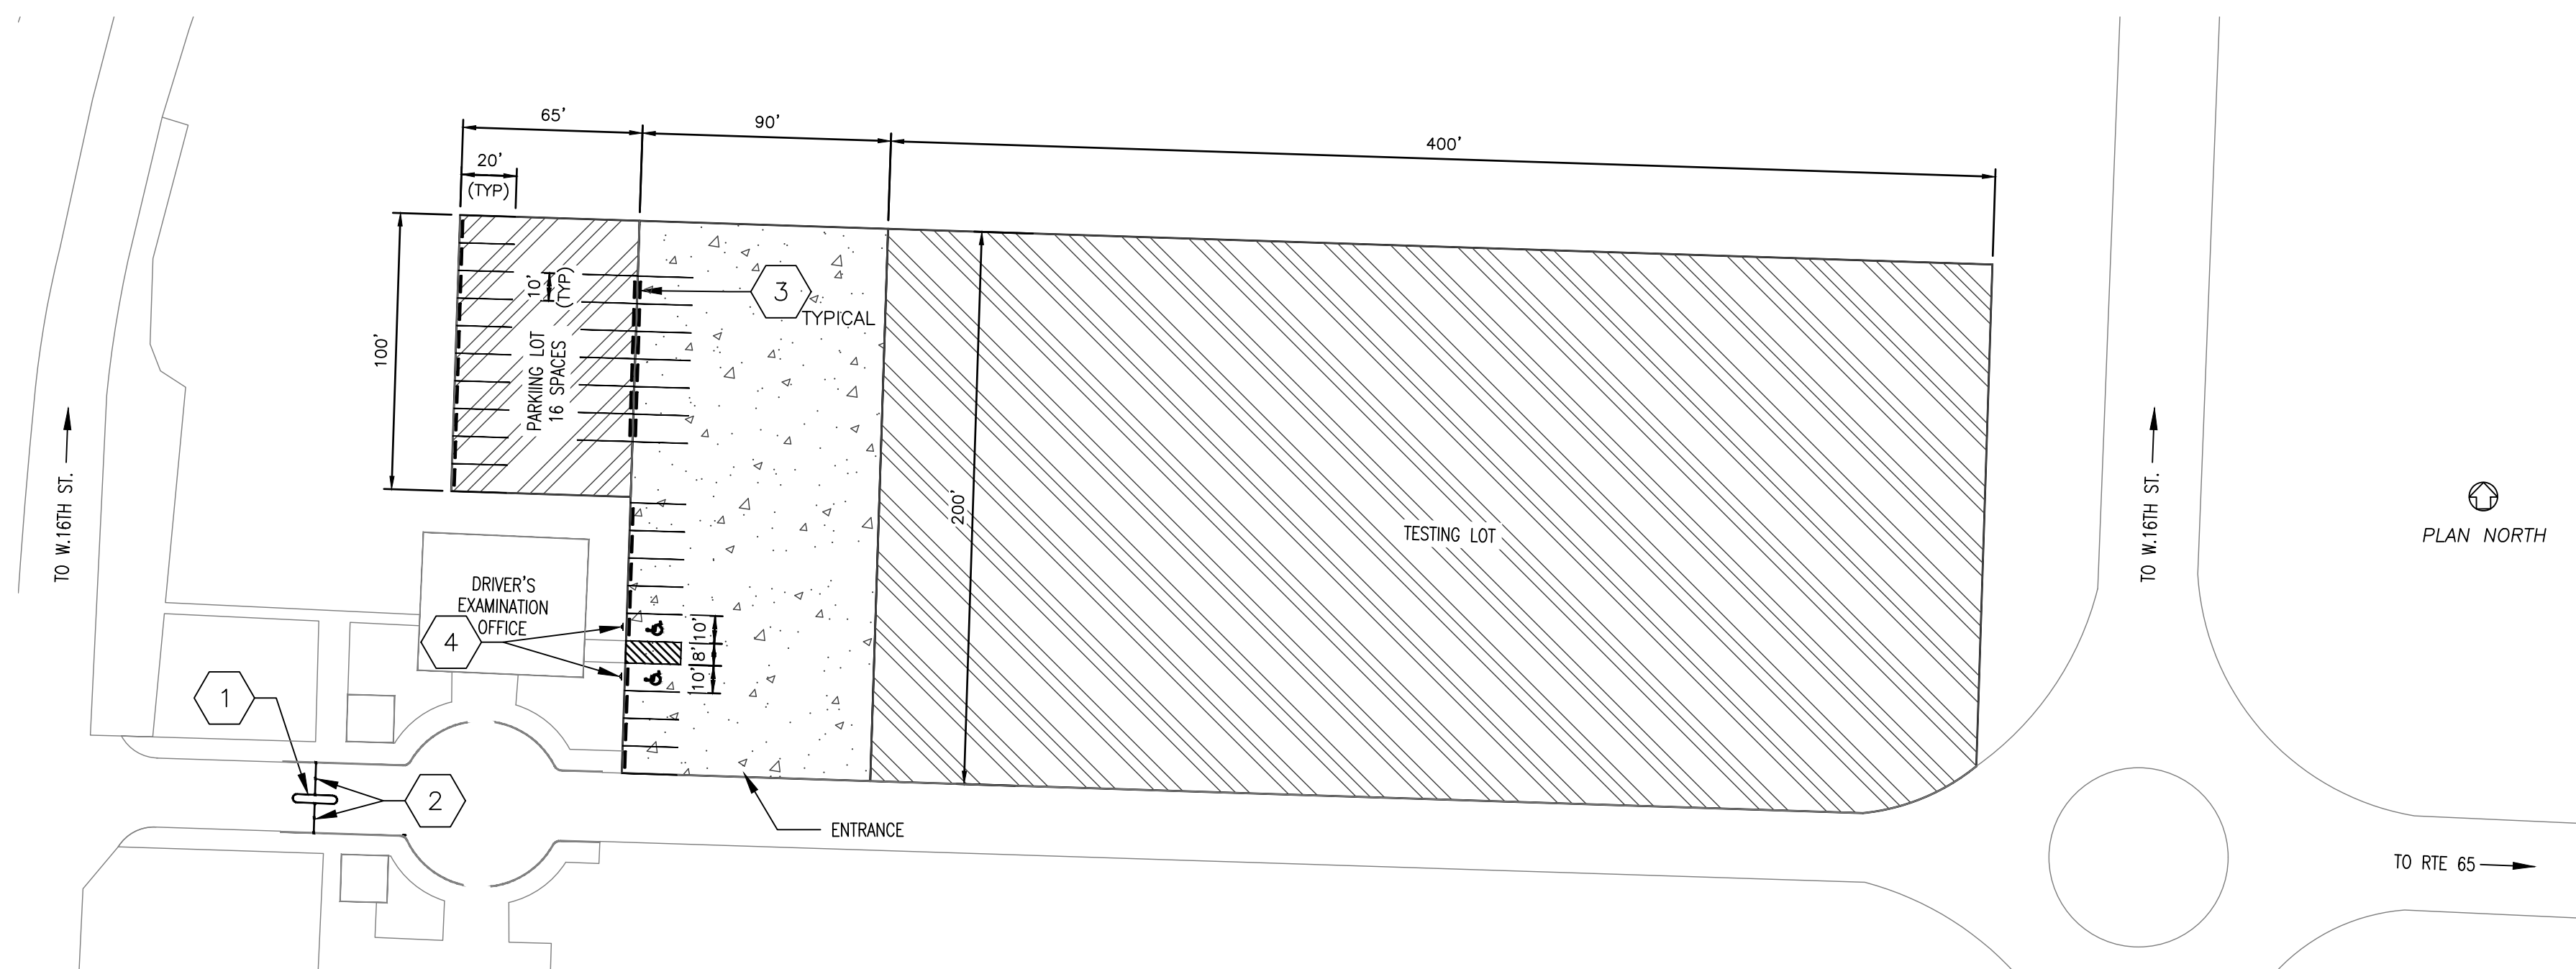 65'
90'
400'
20'
(TYP)
10'
(TYP)
100'
PARKING LOT
16 SPACES
3
TYPICAL
200'
TESTING LOT
TO W.16TH ST.
TO W.16TH ST.
PLAN NORTH
DRIVER'S
EXAMINATION
OFFICE
4
10'
8'
10'
1
2
ENTRANCE
TO RTE 65